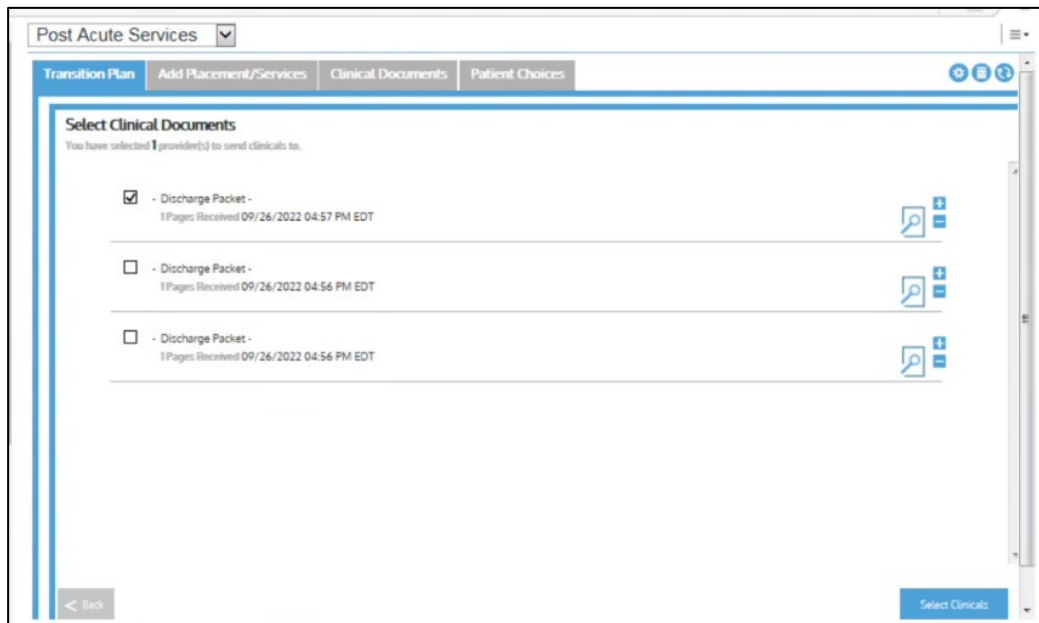 Post Acute Services
Transition Plan Add Placement/Services Clinical Documents Patient Choices
Select Clinical Documents
You have selected 1 provider(s) to send clinicals to.
- Discharge Packet -
1 Pages Received 09/26/2022 04:57 PM EDT
- Discharge Packet -
1 Pages Received 09/26/2022 04:56 PM EDT
- Discharge Packet -
1 Pages Received 09/26/2022 04:56 PM EDT
< Back Select Clinicals